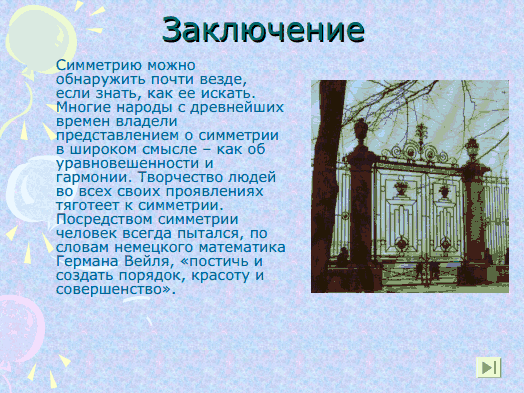 Заключение
Симметрию можно
обнаружить почти везде,
если знать, как ее искать.
Многие народы с древнейших
времен владели
представлением о симметрии
в широком смысле – как об
уравновешенности и
гармонии. Творчество людей
во всех своих проявлениях
тяготеет к симметрии.
Посредством симметрии
человек всегда пытался, по
словам немецкого математика
Германа Вейля, «постичь и
создать порядок, красоту и
совершенство».